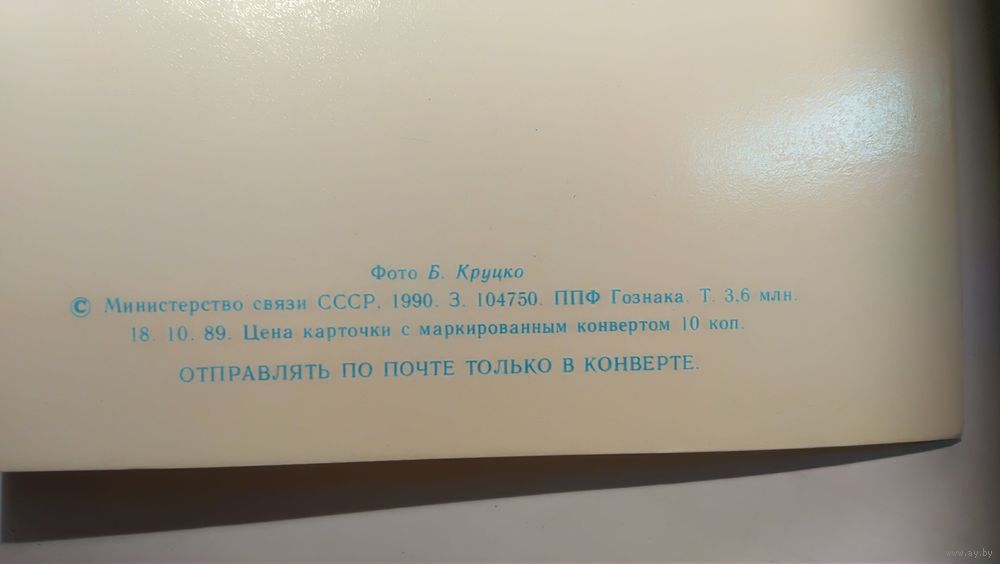 Фото Б. Круцко
© Министерство связи СССР, 1990. З. 104750. ППФ Гознака. Т. 3,6 млн.
18. 10. 89. Цена карточки с маркированным конвертом 10 коп.
ОТПРАВЛЯТЬ ПО ПОЧТЕ ТОЛЬКО В КОНВЕРТЕ.
www.ay.by